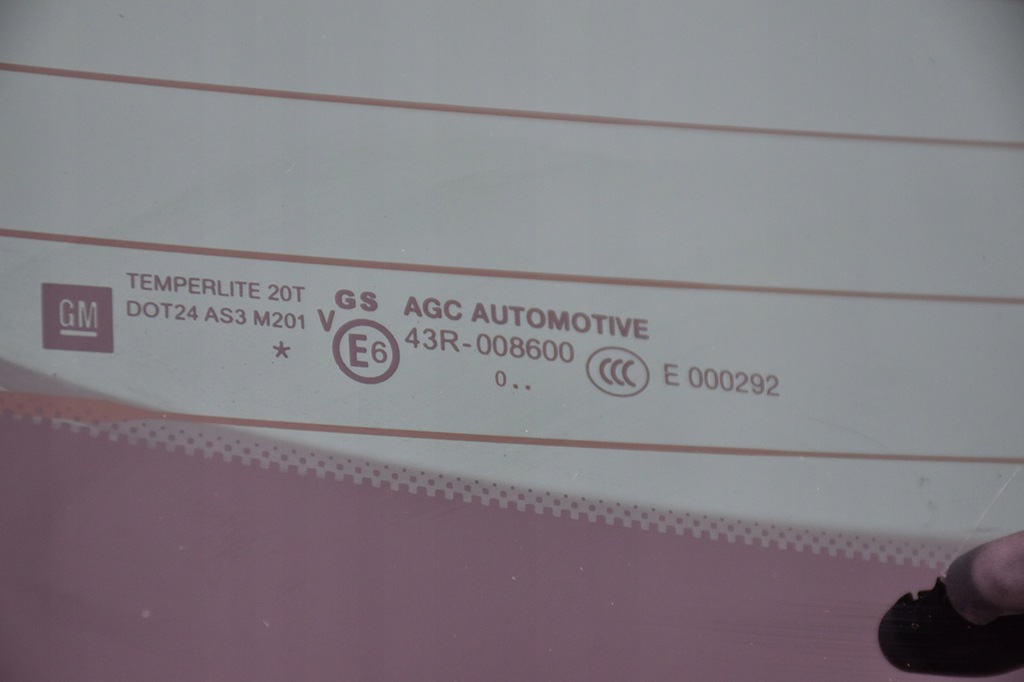 GM
TEMPERLITE 20T
DOT24 AS3 M201
*
V
GS
E6
AGC AUTOMOTIVE
43R-008600
0..
CCC
E 000292